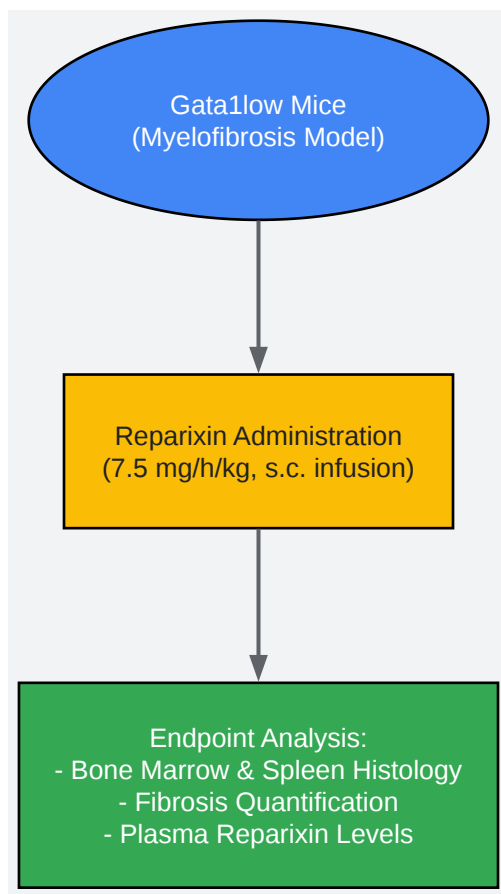 Gata1low Mice
(Myelofibrosis Model)
Reparixin Administration
(7.5 mg/h/kg, s.c. infusion)
Endpoint Analysis:
- Bone Marrow & Spleen Histology
- Fibrosis Quantification
- Plasma Reparixin Levels